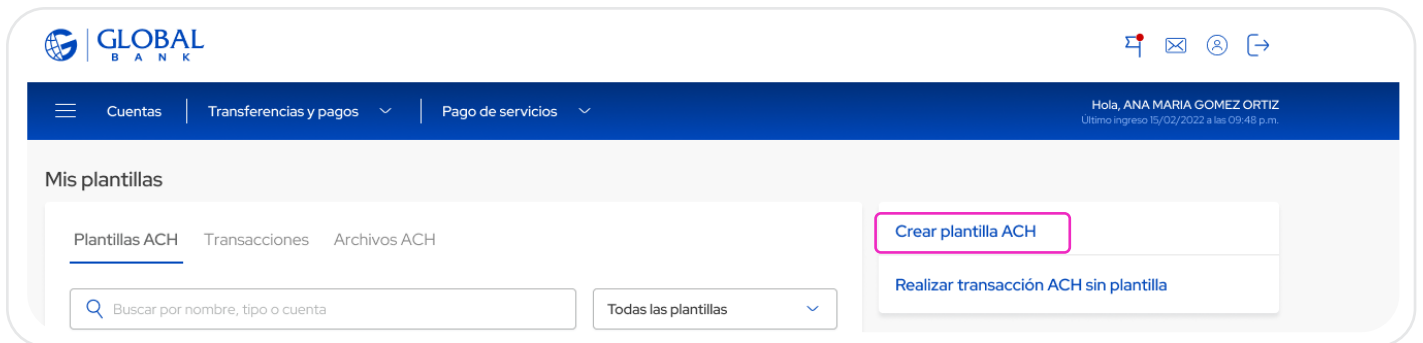 GLOBAL
BANK
Cuentas
Transferencias y pagos
Pago de servicios
Hola, ANA MARIA GOMEZ ORTIZ
Último ingreso 15/02/2022 a las 09:48 p.m.
Mis plantillas
Plantillas ACH
Transacciones
Archivos ACH
Crear plantilla ACH
Realizar transacción ACH sin plantilla
Buscar por nombre, tipo o cuenta
Todas las plantillas